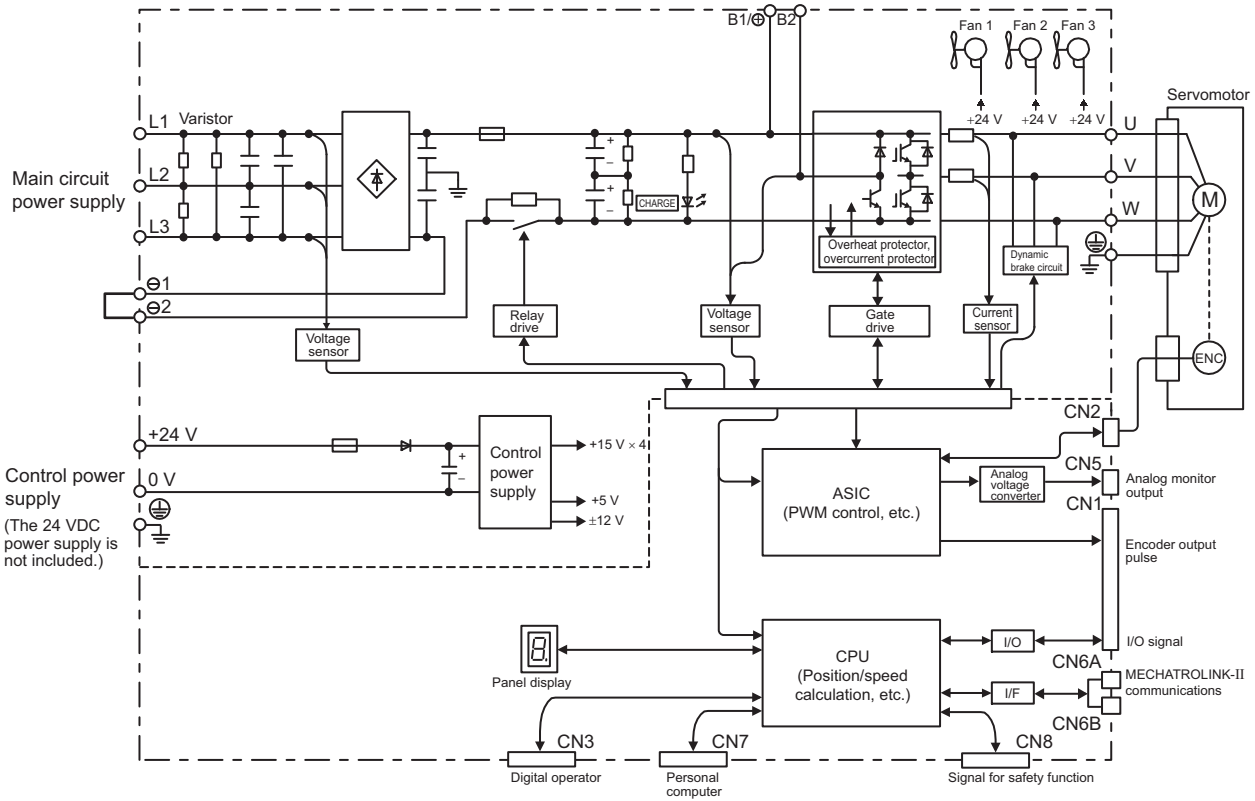 B1/⊕ B2
Fan 1 Fan 2 Fan 3
+24 V +24 V +24 V
Servomotor
L1 Varistor
L2
L3
Main circuit
power supply
⊖1
⊖2
+
–
+
–
CHARGE
Overheat protector,
overcurrent protector
U
V
W
M
Dynamic
brake circuit
Voltage
sensor
Relay
drive
Voltage
sensor
Gate
drive
Current
sensor
ENC
+24 V
0 V
Control power
supply
(The 24 VDC
power supply is
not included.)
+
–
Control
power
supply
+15 V × 4
+5 V
±12 V
ASIC
(PWM control, etc.)
Analog
voltage
converter
CN2
CN5
Analog monitor
output
CN1
Encoder output
pulse
8.
Panel display
CPU
(Position/speed
calculation, etc.)
I/O
I/O signal
I/F
CN6A
MECHATROLINK-II
communications
CN6B
CN3
Digital operator
CN7
Personal
computer
CN8
Signal for safety function